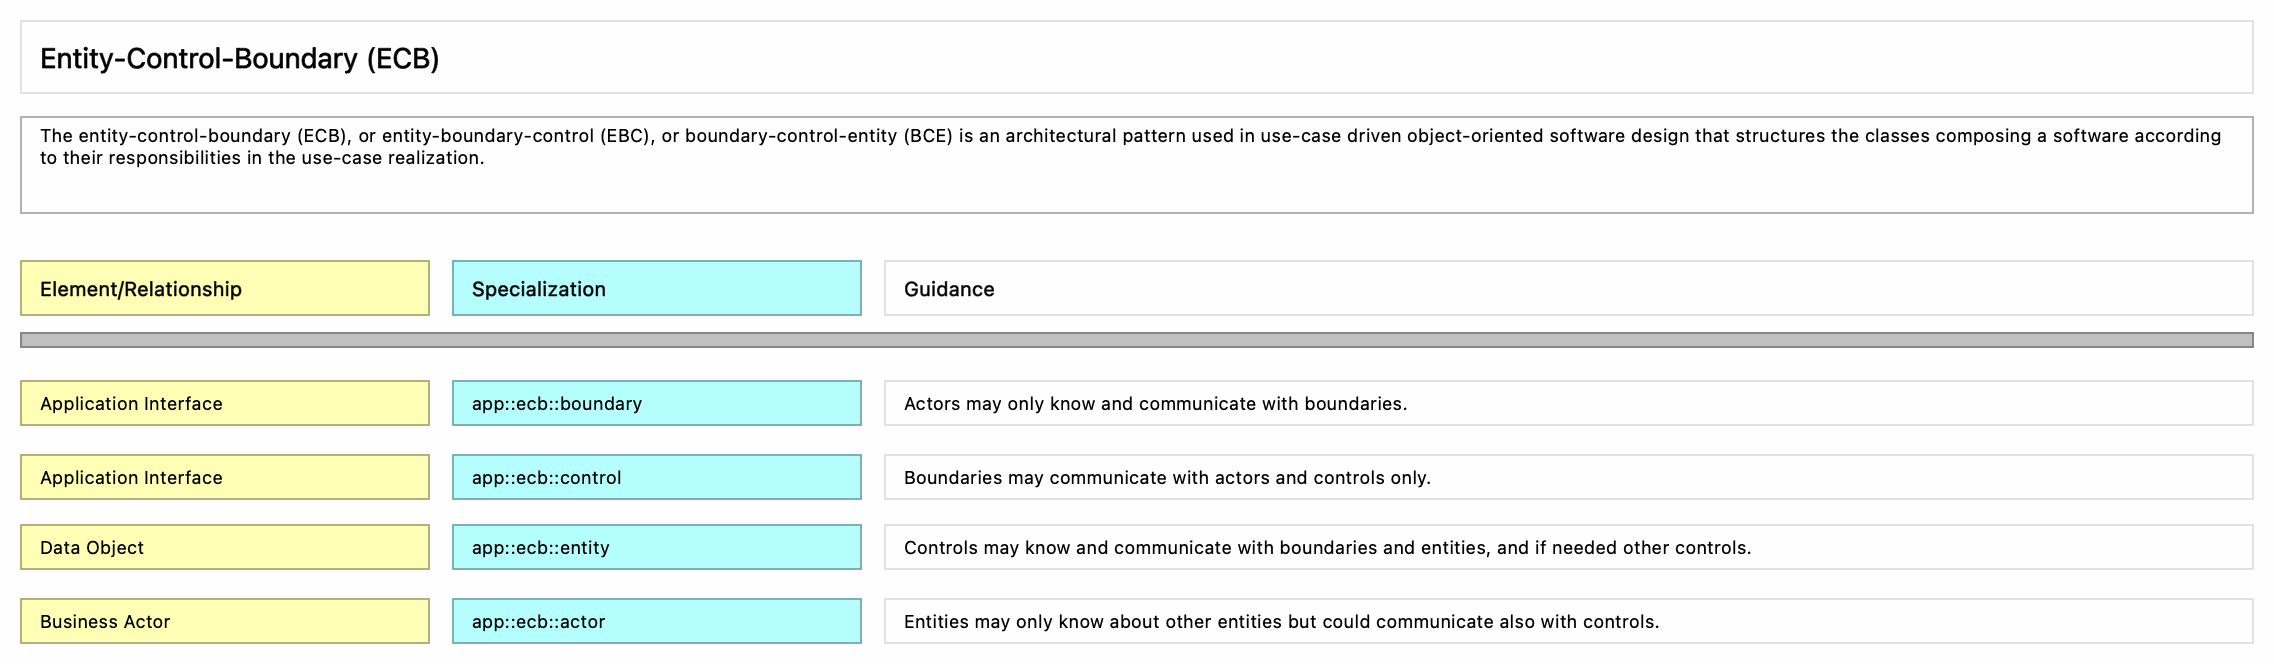 Entity-Control-Boundary (ECB)
The entity-control-boundary (ECB), or entity-boundary-control (EBC), or boundary-control-entity (BCE) is an architectural pattern used in use-case driven object-oriented software design that structures the classes composing a software according
to their responsibilities in the use-case realization.
Element/Relationship Specialization Guidance
Application Interface app::ecb::boundary Actors may only know and communicate with boundaries.
Application Interface app::ecb::control Boundaries may communicate with actors and controls only.
Data Object app::ecb::entity Controls may know and communicate with boundaries and entities, and if needed other controls.
Business Actor app::ecb::actor Entities may only know about other entities but could communicate also with controls.